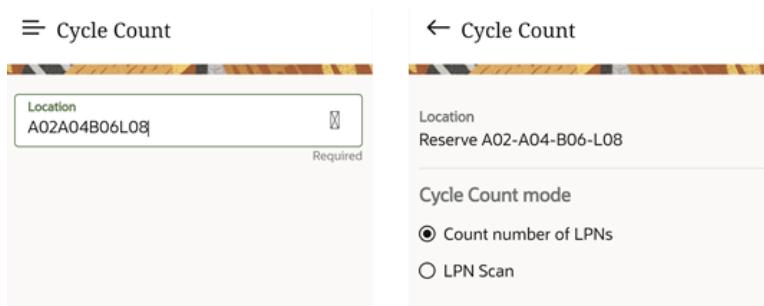 Cycle Count
Location
A02A04B06L08
Required
Cycle Count
Location
Reserve A02-A04-B06-L08
Cycle Count mode
Count number of LPNs
LPN Scan